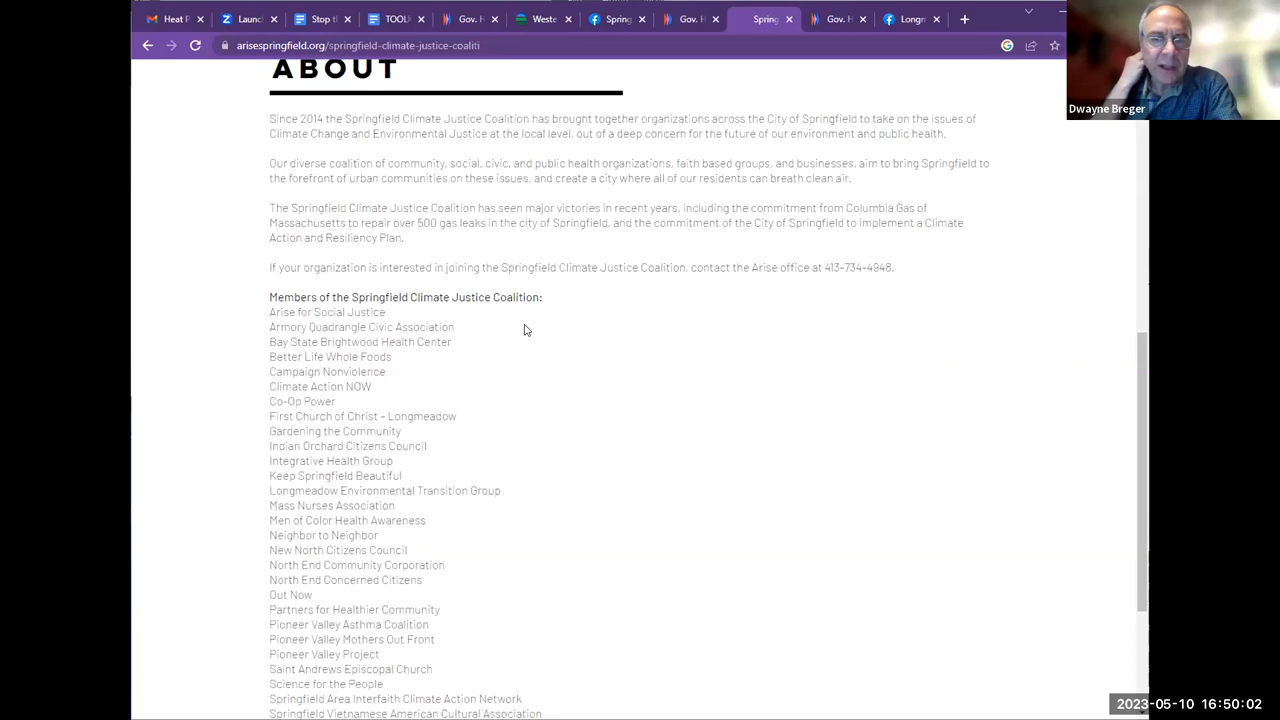 Heat P
Launc
Stop tl
TOOLI
Gov. H
Weste
Spring
Gov. H
Spring
Gov. H
Longm
arisespringfield.org/springfield-climate-justice-coaliti
Dwayne Breger
ABOUT
Since 2014 the Springfield Climate Justice Coalition has brought together organizations across the City of Springfield to take on the issues of
Climate Change and Environmental Justice at the local level, out of a deep concern for the future of our environment and public health.
Our diverse coalition of community, social, civic, and public health organizations, faith based groups, and businesses, aim to bring Springfield to
the forefront of urban communities on these issues, and create a city where all of our residents can breath clean air.
The Springfield Climate Justice Coalition has seen major victories in recent years, including the commitment from Columbia Gas of
Massachusetts to repair over 500 gas leaks in the city of Springfield, and the commitment of the City of Springfield to implement a Climate
Action and Resiliency Plan.
If your organization is interested in joining the Springfield Climate Justice Coalition, contact the Arise office at 413-734-4948.
Members of the Springfield Climate Justice Coalition:
Arise for Social Justice
Armory Quadrangle Civic Association
Bay State Brightwood Health Center
Better Life Whole Foods
Campaign Nonviolence
Climate Action NOW
Co-Op Power
First Church of Christ – Longmeadow
Gardening the Community
Indian Orchard Citizens Council
Integrative Health Group
Keep Springfield Beautiful
Longmeadow Environmental Transition Group
Mass Nurses Association
Men of Color Health Awareness
Neighbor to Neighbor
New North Citizens Council
North End Community Corporation
North End Concerned Citizens
Out Now
Partners for Healthier Community
Pioneer Valley Asthma Coalition
Pioneer Valley Mothers Out Front
Pioneer Valley Project
Saint Andrews Episcopal Church
Science for the People
Springfield Area Interfaith Climate Action Network
Springfield Vietnamese American Cultural Association
2023-05-10 16:50:02